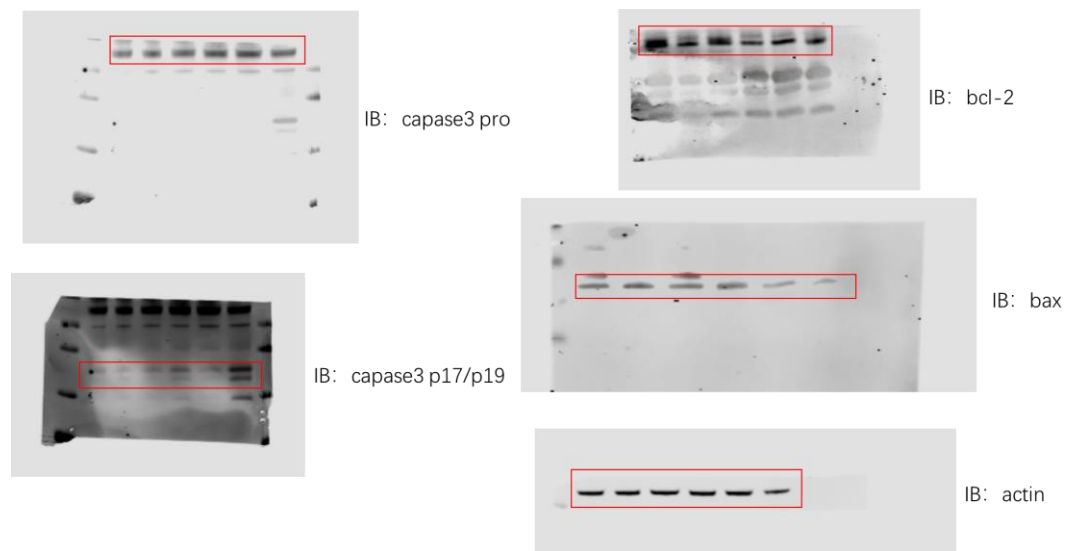 IB: capase3 pro
IB: bcl-2
IB: capase3 p17/p19
IB: bax
IB: actin